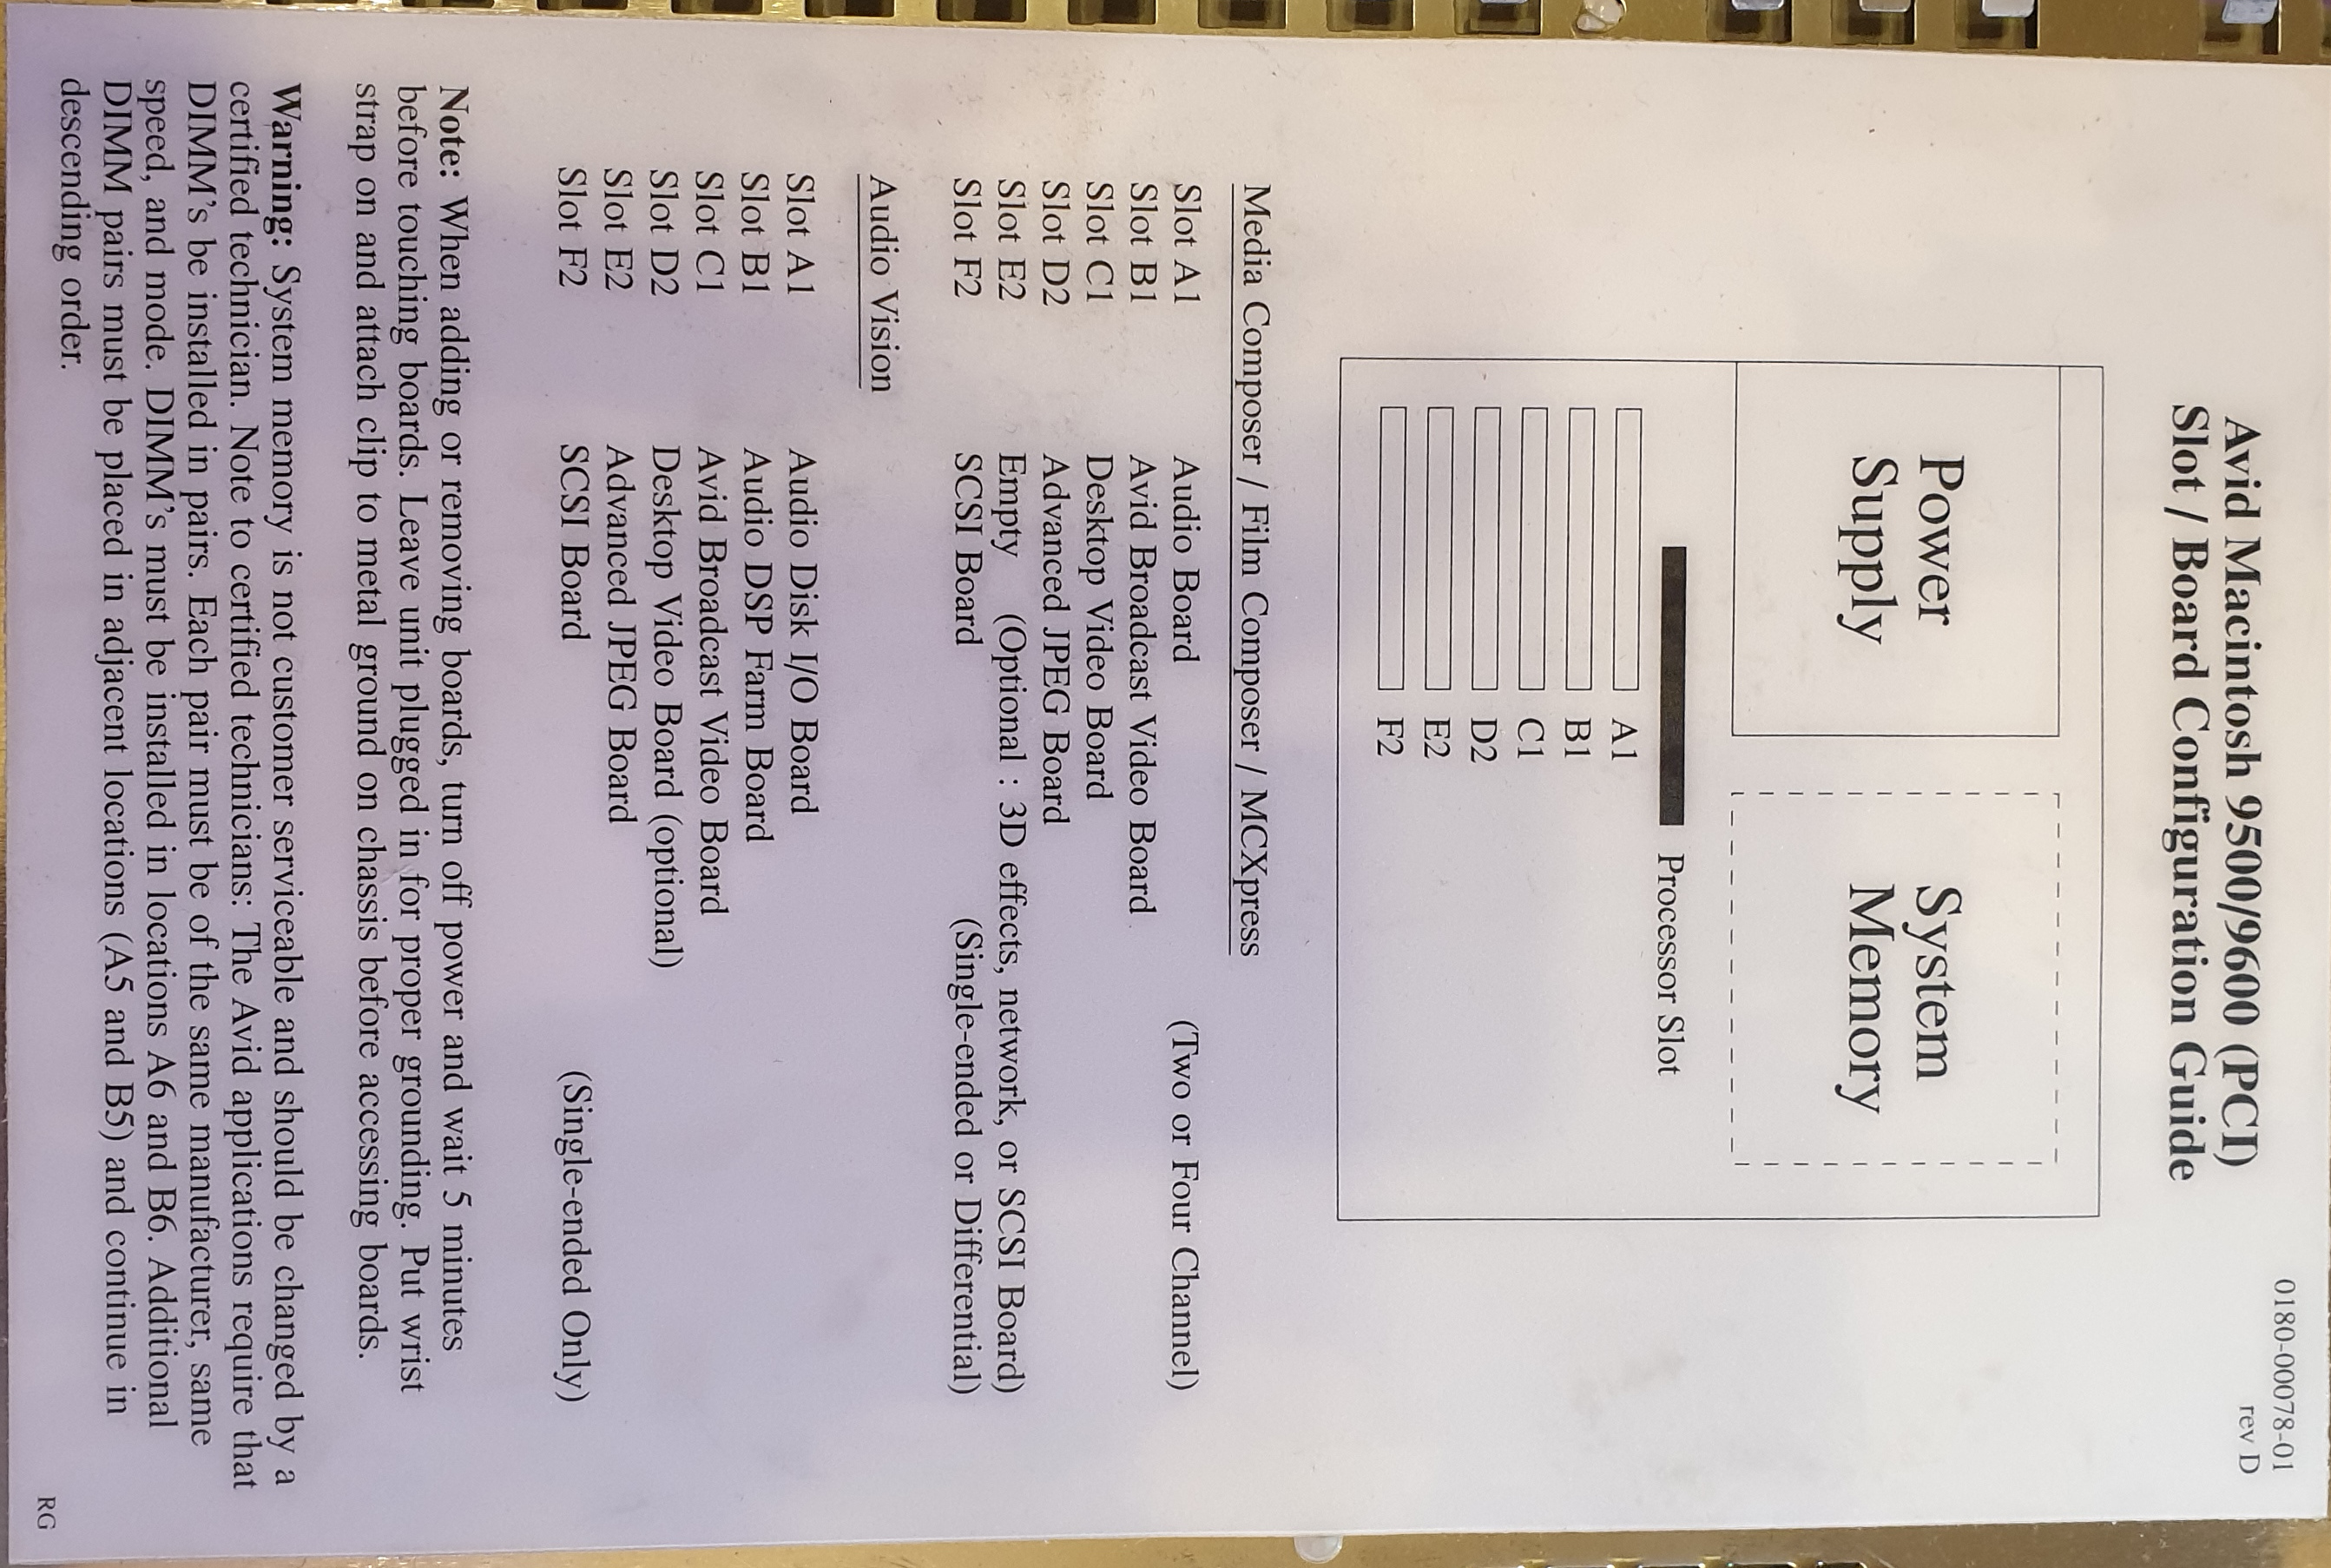 0180-00078-01
rev D
Avid Macintosh 9500/9600 (PCI)
Slot / Board Configuration Guide
Power
Supply
System
Memory
Processor Slot
A1
B1
C1
D2
E2
F2
Media Composer / Film Composer / MCXpress
Slot A1 Audio Board (Two or Four Channel)
Slot B1 Avid Broadcast Video Board
Slot C1 Desktop Video Board
Slot D2 Advanced JPEG Board
Slot E2 Empty (Optional : 3D effects, network, or SCSI Board)
Slot F2 SCSI Board (Single-ended or Differential)
Audio Vision
Slot A1 Audio Disk I/O Board
Slot B1 Audio DSP Farm Board
Slot C1 Avid Broadcast Video Board
Slot D2 Desktop Video Board (optional)
Slot E2 Advanced JPEG Board
Slot F2 SCSI Board (Single-ended Only)
Note: When adding or removing boards, turn off power and wait 5 minutes
before touching boards. Leave unit plugged in for proper grounding. Put wrist
strap on and attach clip to metal ground on chassis before accessing boards.
Warning: System memory is not customer serviceable and should be changed by a
certified technician. Note to certified technicians: The Avid applications require that
DIMM's be installed in pairs. Each pair must be of the same manufacturer, same
speed, and mode. DIMM's must be installed in locations A6 and B6. Additional
DIMM pairs must be placed in adjacent locations (A5 and B5) and continue in
descending order.
RG